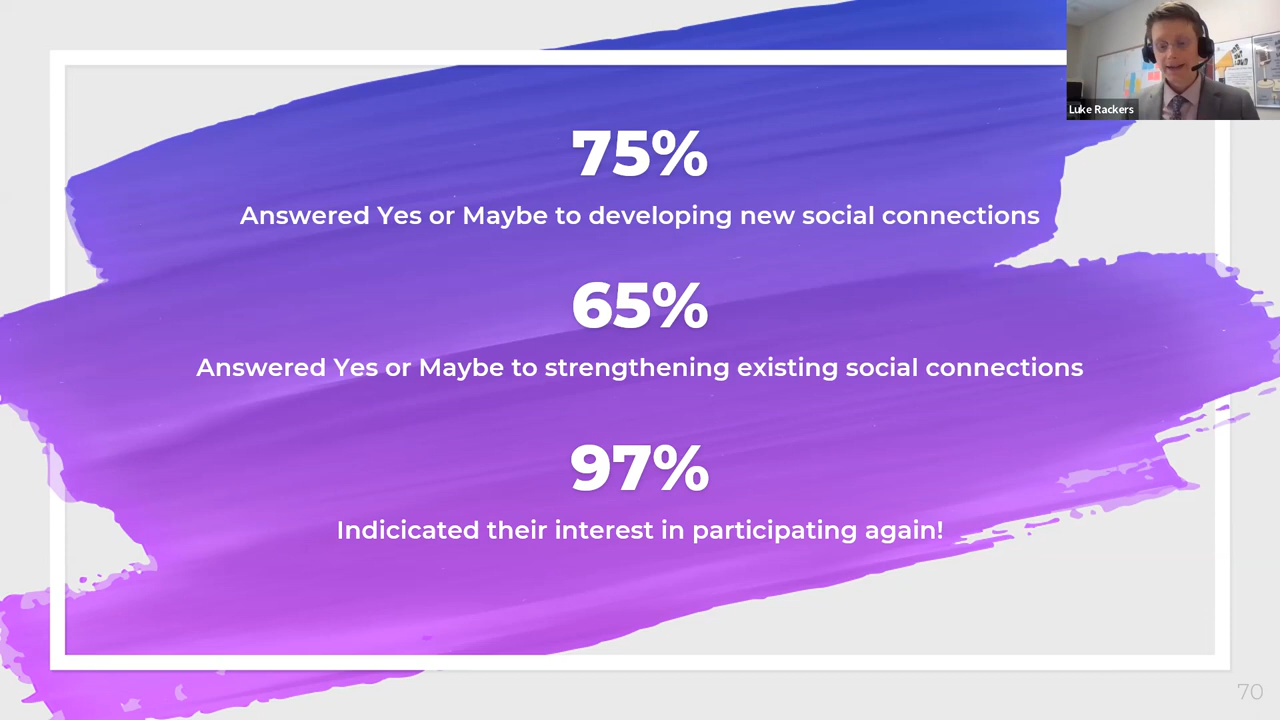 Luke Rackers
75%
Answered Yes or Maybe to developing new social connections
65%
Answered Yes or Maybe to strengthening existing social connections
97%
Indicicated their interest in participating again!
70